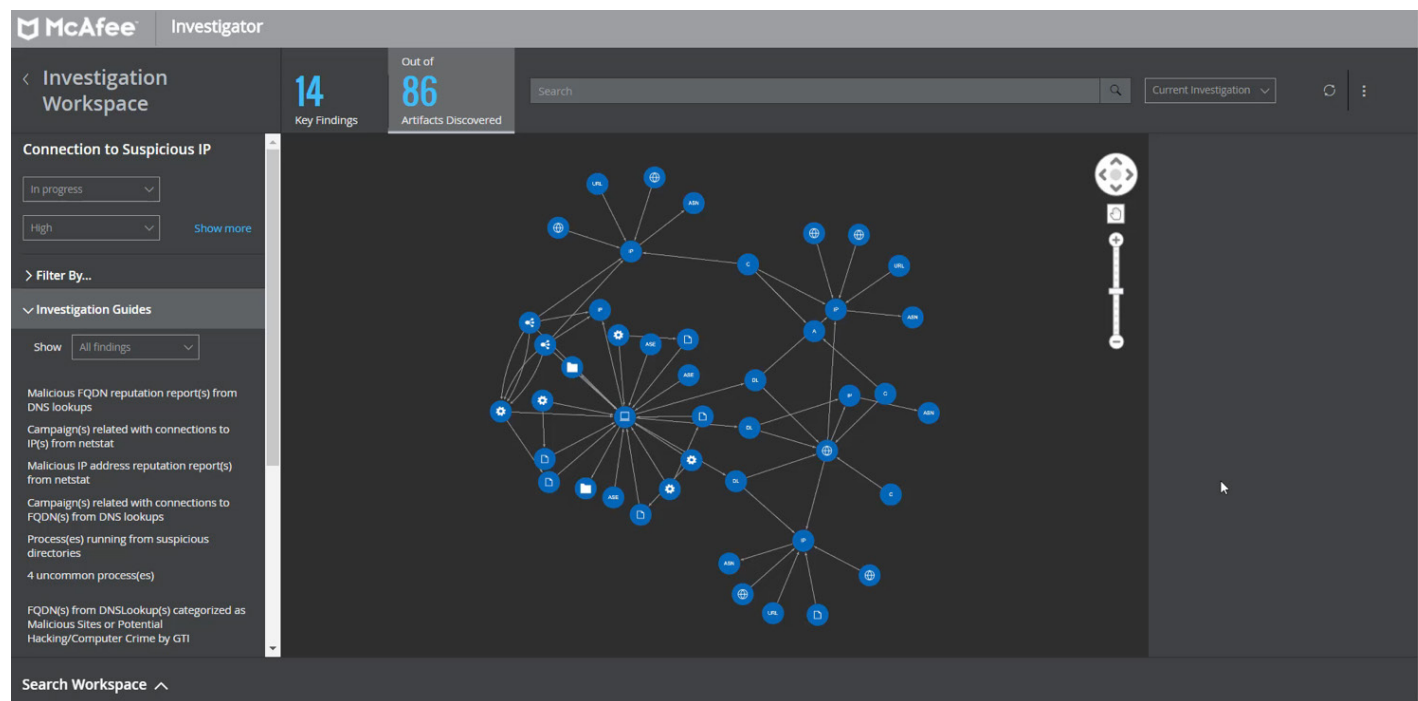 McAfee Investigator
Investigation
Workspace
14
Key Findings
Out of
86
Artifacts Discovered
Search
Current Investigation
Connection to Suspicious IP
In progress
High
Show more
Filter By...
Investigation Guides
Show All findings
Malicious FQDN reputation report(s) from
DNS lookups
Campaign(s) related with connections to
IP(s) from netstat
Malicious IP address reputation report(s)
from netstat
Campaign(s) related with connections to
FQDN(s) from DNS lookups
Process(es) running from suspicious
directories
4 uncommon process(es)
FQDN(s) from DNSLookup(s) categorized as
Malicious Sites or Potential
Hacking/Computer Crime by GTI
URL
ASN
IP
C
URL
IP
ASN
IP
A
ASE
ASE
DL
IP
C
ASN
DL
DL
ASE
C
IP
ASN
URL
Search Workspace